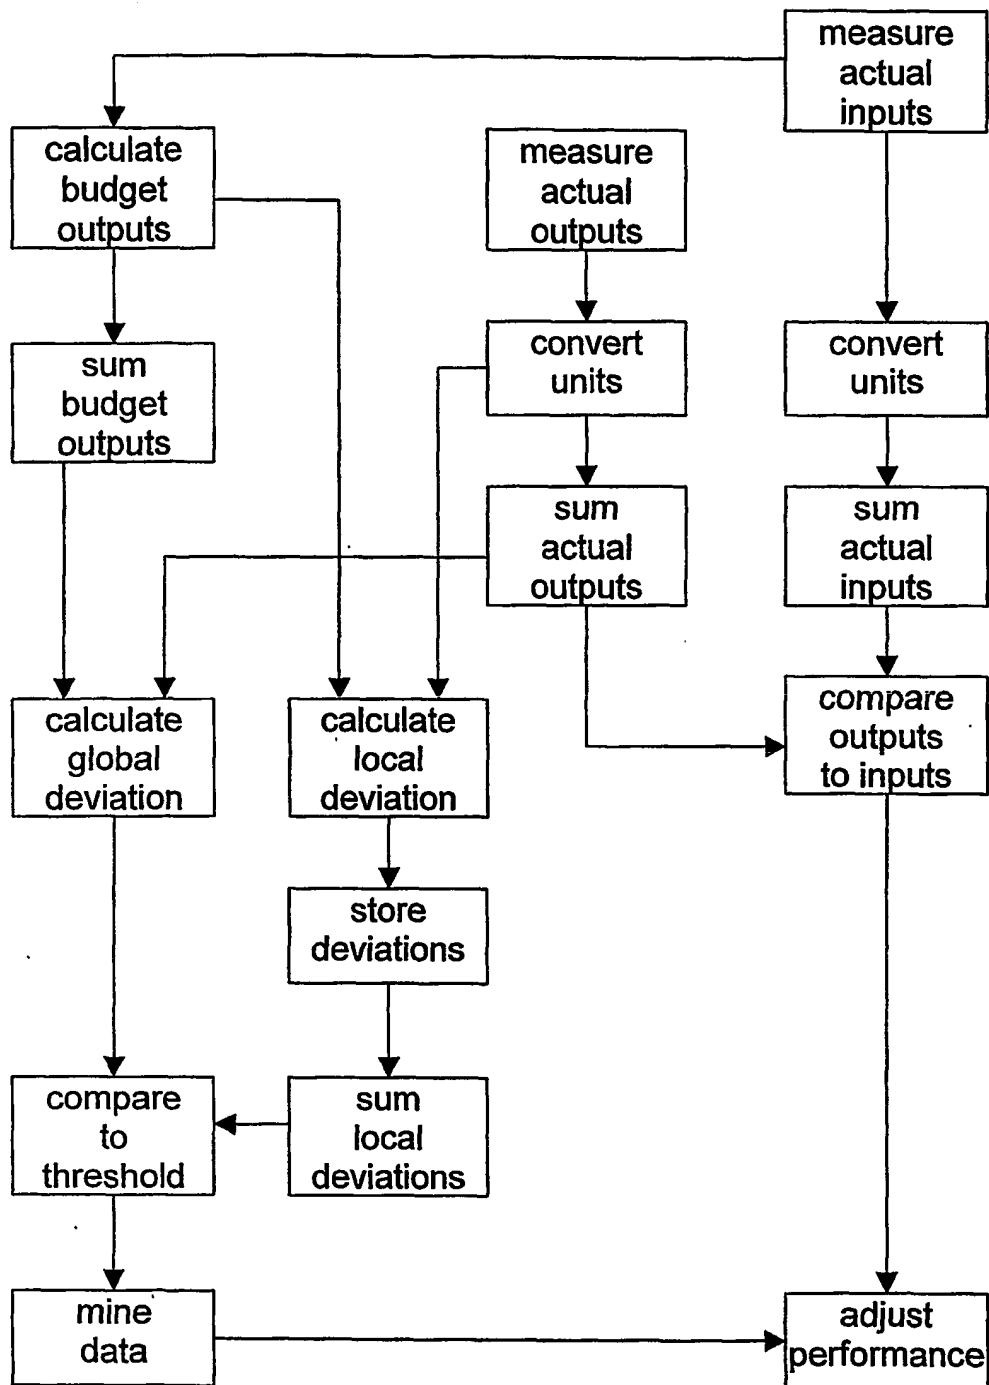 measure
actual
inputs
calculate
budget
outputs
measure
actual
outputs
sum
budget
outputs
convert
units
convert
units
sum
actual
outputs
sum
actual
inputs
calculate
global
deviation
calculate
local
deviation
compare
outputs
to inputs
store
deviations
compare
to
threshold
sum
local
deviations
mine
data
adjust
performance